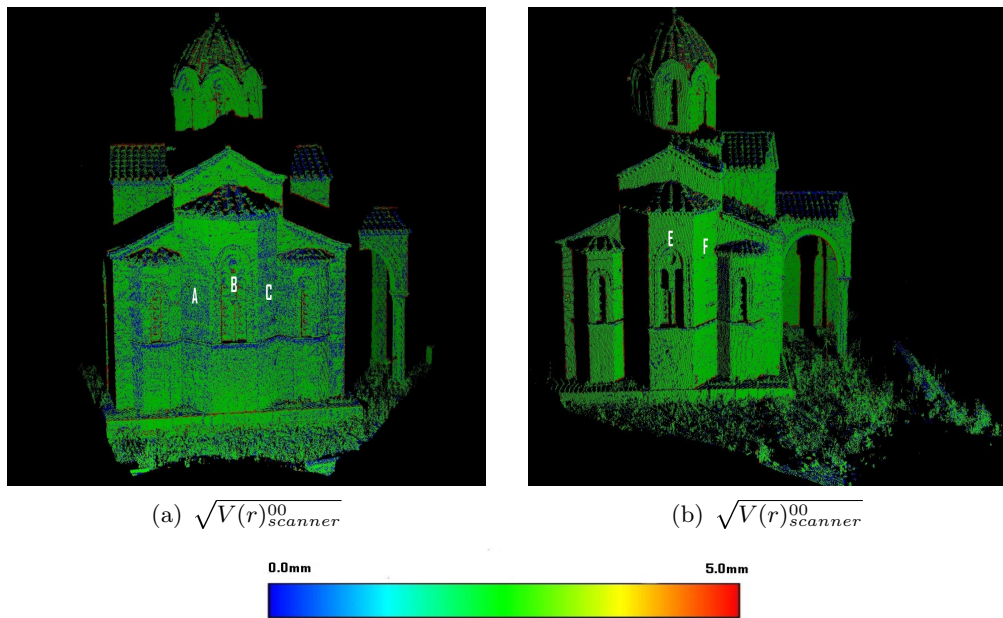 A B C
E F
(a) √V(r)⁰⁰scanner
(b) √V(r)⁰⁰scanner
0.0mm 5.0mm